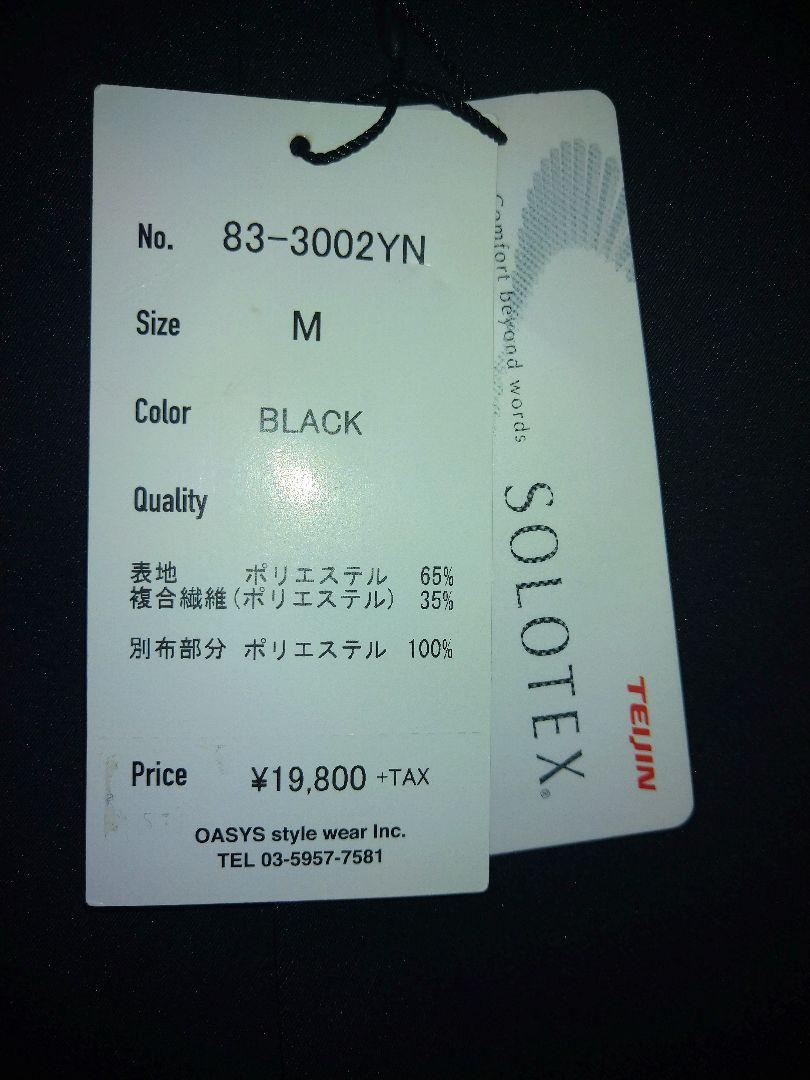 No. 83-3002YN
Size M
Color BLACK
Quality
表地 ポリエステル 65%
複合繊維(ポリエステル) 35%
別布部分 ポリエステル 100%
Price ¥19,800 +TAX
OASYS style wear Inc.
TEL 03-5957-7581
Comfort beyond words
SOLOTEX®
TEIJIN